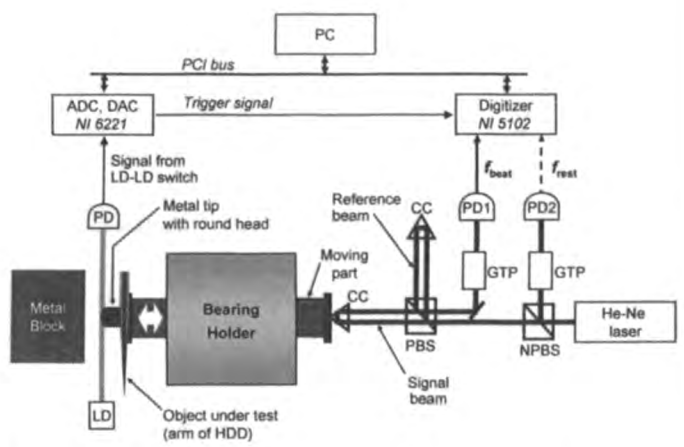 PC
PCI bus
ADC, DAC
NI 6221
Trigger signal
Digitizer
NI 5102
Signal from
LD-LD switch
f_beat
f_rest
Reference
beam
CC
PD
PD1
PD2
Metal tip
with round head
Moving
part
GTP
GTP
Metal
Block
Bearing
Holder
CC
He-Ne
laser
PBS
NPBS
Signal
beam
LD
Object under test
(arm of HDD)